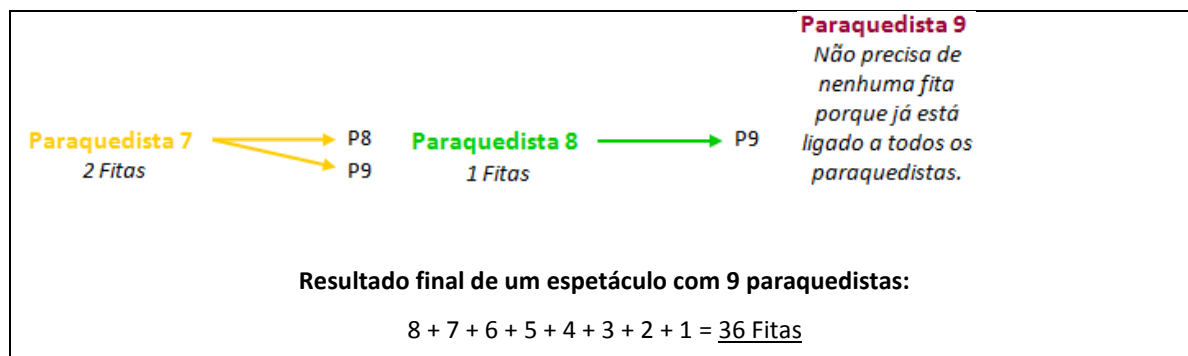 Paraquedista 7
2 Fitas
P8
P9
Paraquedista 8
1 Fitas
P9
Paraquedista 9
Não precisa de
nenhuma fita
porque já está
ligado a todos os
paraquedistas.
Resultado final de um espetáculo com 9 paraquedistas:
8 + 7 + 6 + 5 + 4 + 3 + 2 + 1 = 36 Fitas